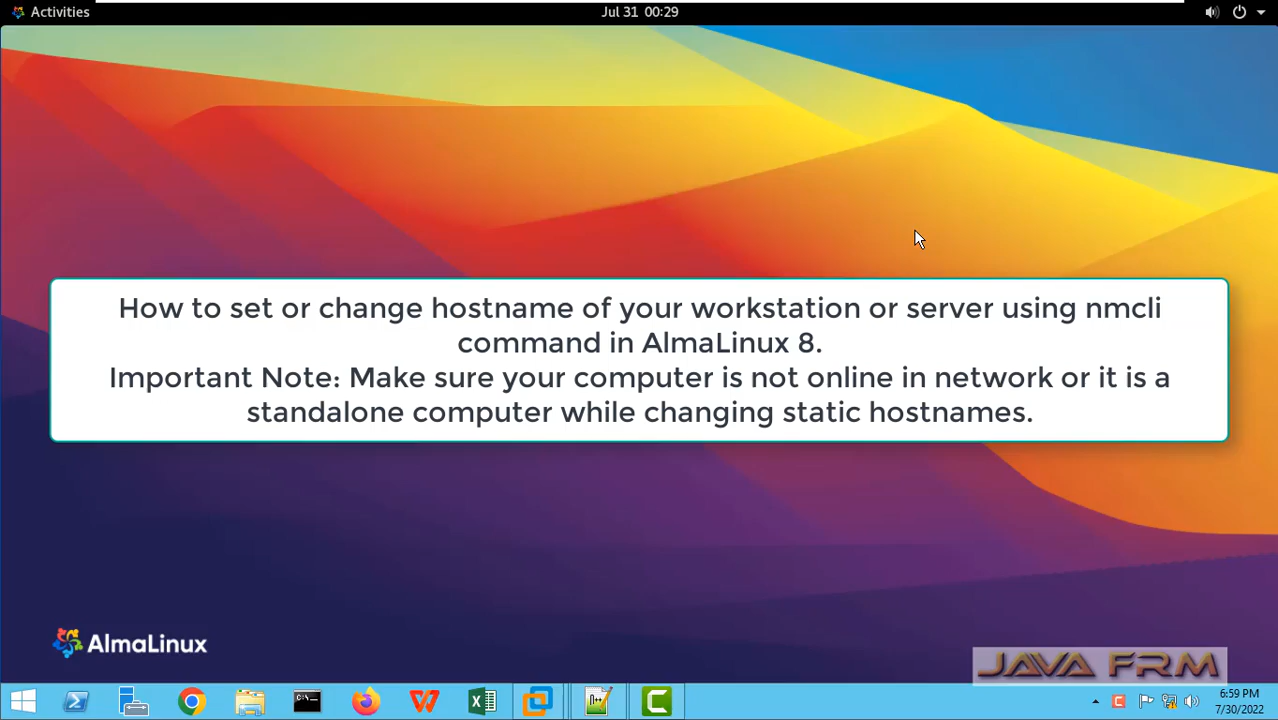 Activities
Jul 31 00:29
How to set or change hostname of your workstation or server using nmcli
command in AlmaLinux 8.
Important Note: Make sure your computer is not online in network or it is a
standalone computer while changing static hostnames.
AlmaLinux
JAVA FRM
6:59 PM
7/30/2022